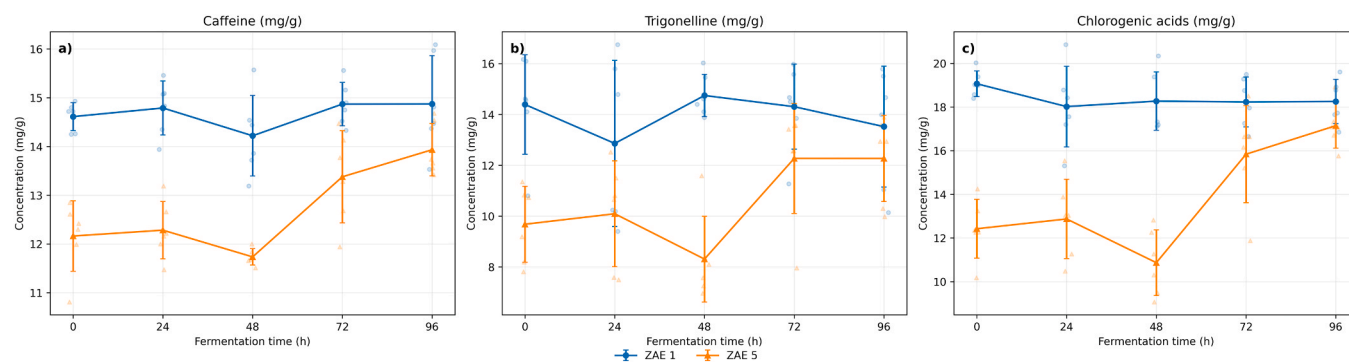 Caffeine (mg/g)
a)
Concentration (mg/g)
16
15
14
13
12
11
0 24 48 72 96
Fermentation time (h)
Trigonelline (mg/g)
b)
Concentration (mg/g)
16
14
12
10
8
0 24 48 72 96
Fermentation time (h)
Chlorogenic acids (mg/g)
c)
Concentration (mg/g)
20
18
16
14
12
10
0 24 48 72 96
Fermentation time (h)
ZAE 1 ZAE 5